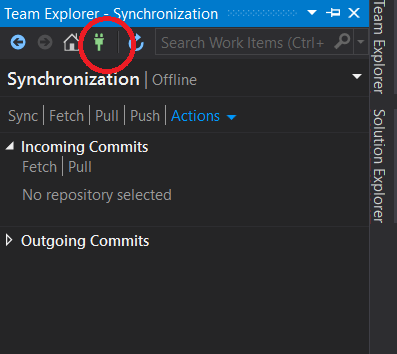 Team Explorer - Synchronization
Search Work Items (Ctrl+
Synchronization | Offline
Sync | Fetch | Pull | Push | Actions
Incoming Commits
Fetch | Pull
No repository selected
Outgoing Commits
Team Explorer
Solution Explorer